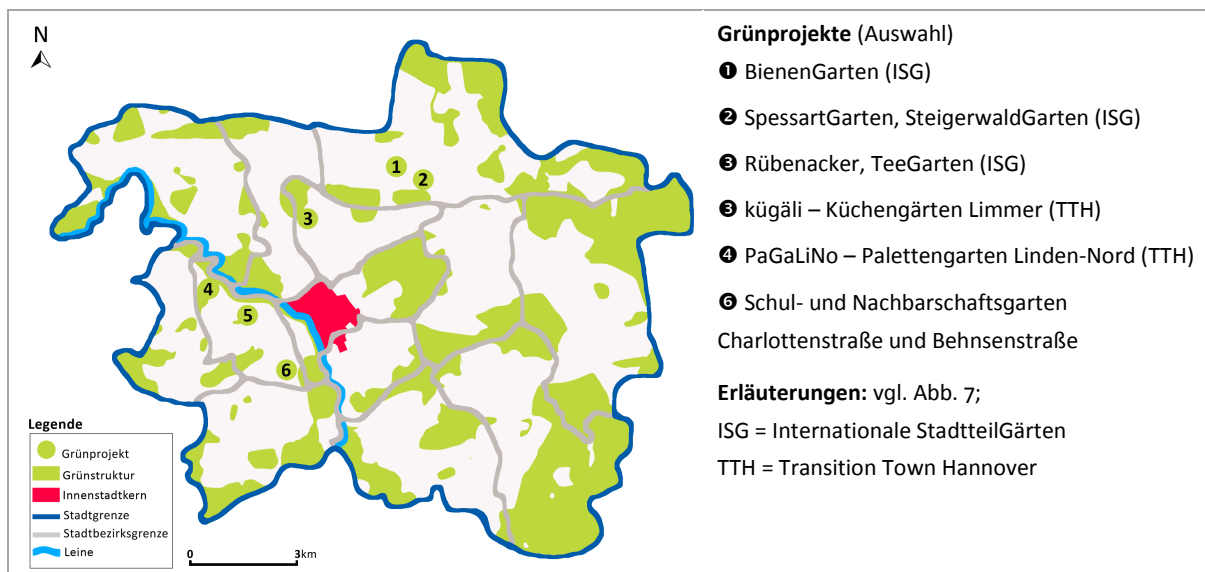 N
1
2
3
4
5
6
Legende
Grünprojekt
Grünstruktur
Innenstadtkern
Stadtgrenze
Stadtbezirksgrenze
Leine
0 3km
Grünprojekte (Auswahl)
❶ BienenGarten (ISG)
❷ SpessartGarten, SteigerwaldGarten (ISG)
❸ Rübenacker, TeeGarten (ISG)
❸ kügäli – Küchengärten Limmer (TTH)
❹ PaGaLiNo – Palettengarten Linden-Nord (TTH)
❻ Schul- und Nachbarschaftsgarten
Charlottenstraße und Behnsenstraße
Erläuterungen: vgl. Abb. 7;
ISG = Internationale StadtteilGärten
TTH = Transition Town Hannover